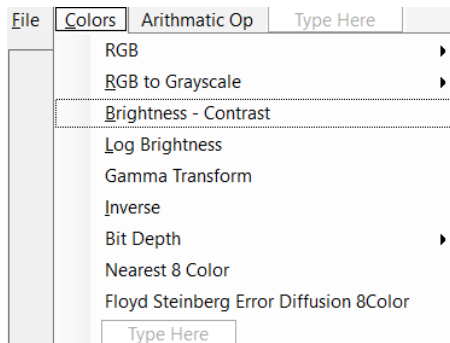 File Colors Arithmatic Op Type Here
RGB
RGB to Grayscale
Brightness - Contrast
Log Brightness
Gamma Transform
Inverse
Bit Depth
Nearest 8 Color
Floyd Steinberg Error Diffusion 8Color
Type Here